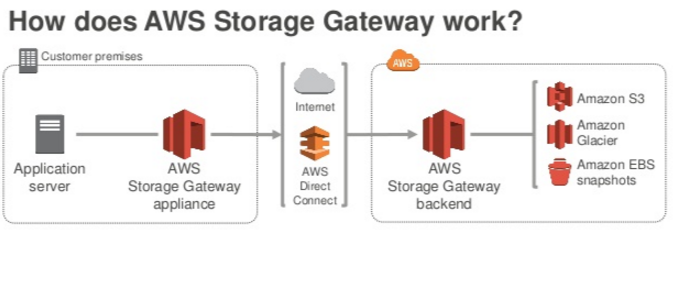 How does AWS Storage Gateway work?
Customer premises
Application
server
AWS
Storage Gateway
appliance
Internet
AWS
Direct
Connect
AWS
AWS
Storage Gateway
backend
Amazon S3
Amazon
Glacier
Amazon EBS
snapshots